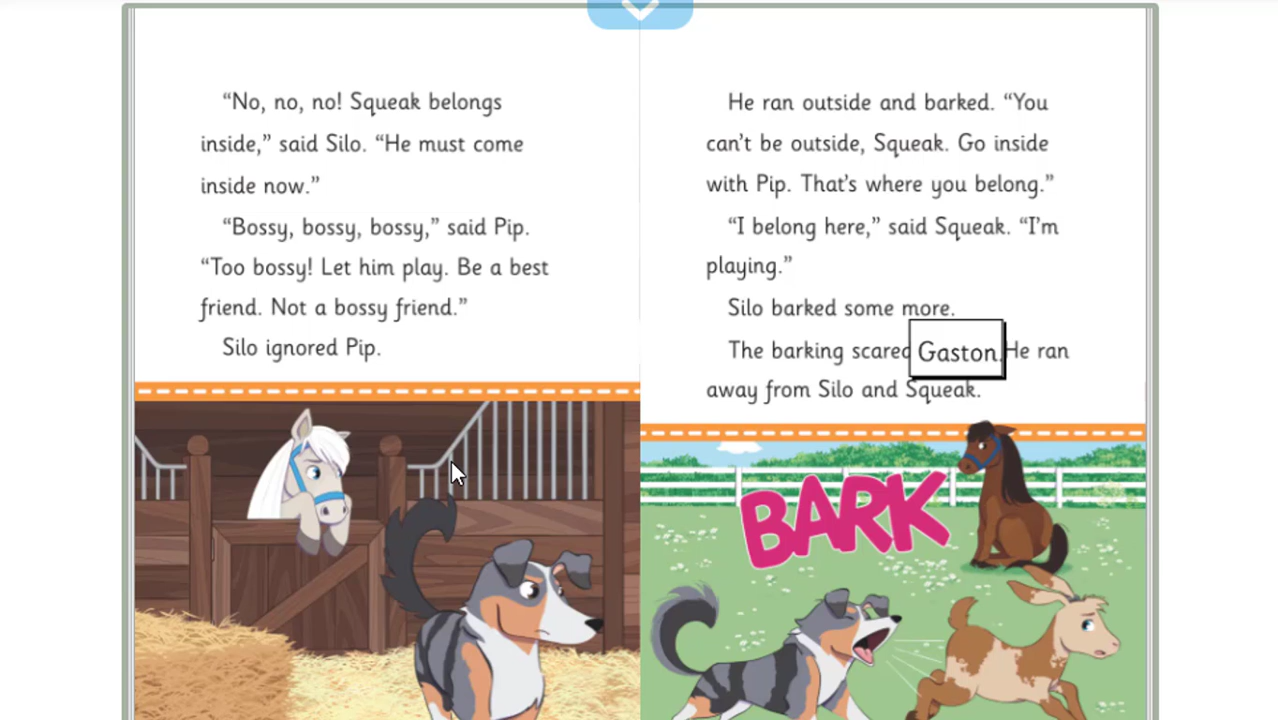 “No, no, no! Squeak belongs
inside,” said Silo. “He must come
inside now.”
“Bossy, bossy, bossy,” said Pip.
“Too bossy! Let him play. Be a best
friend. Not a bossy friend.”
Silo ignored Pip.
He ran outside and barked. “You
can’t be outside, Squeak. Go inside
with Pip. That’s where you belong.”
“I belong here,” said Squeak. “I’m
playing.”
Silo barked some more.
The barking scared Gaston. He ran
away from Silo and Squeak.
BARK